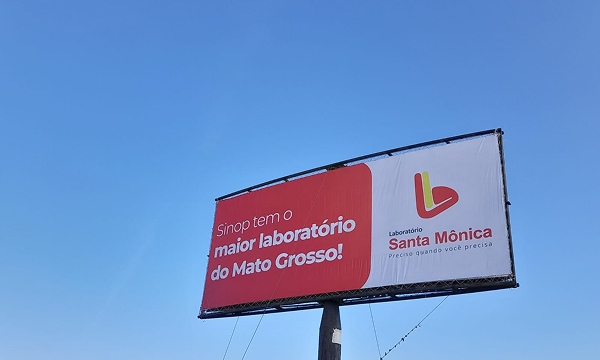 Sinop tem o
maior laboratório
do Mato Grosso!
Laboratório
Santa Mônica
Preciso quando você precisa